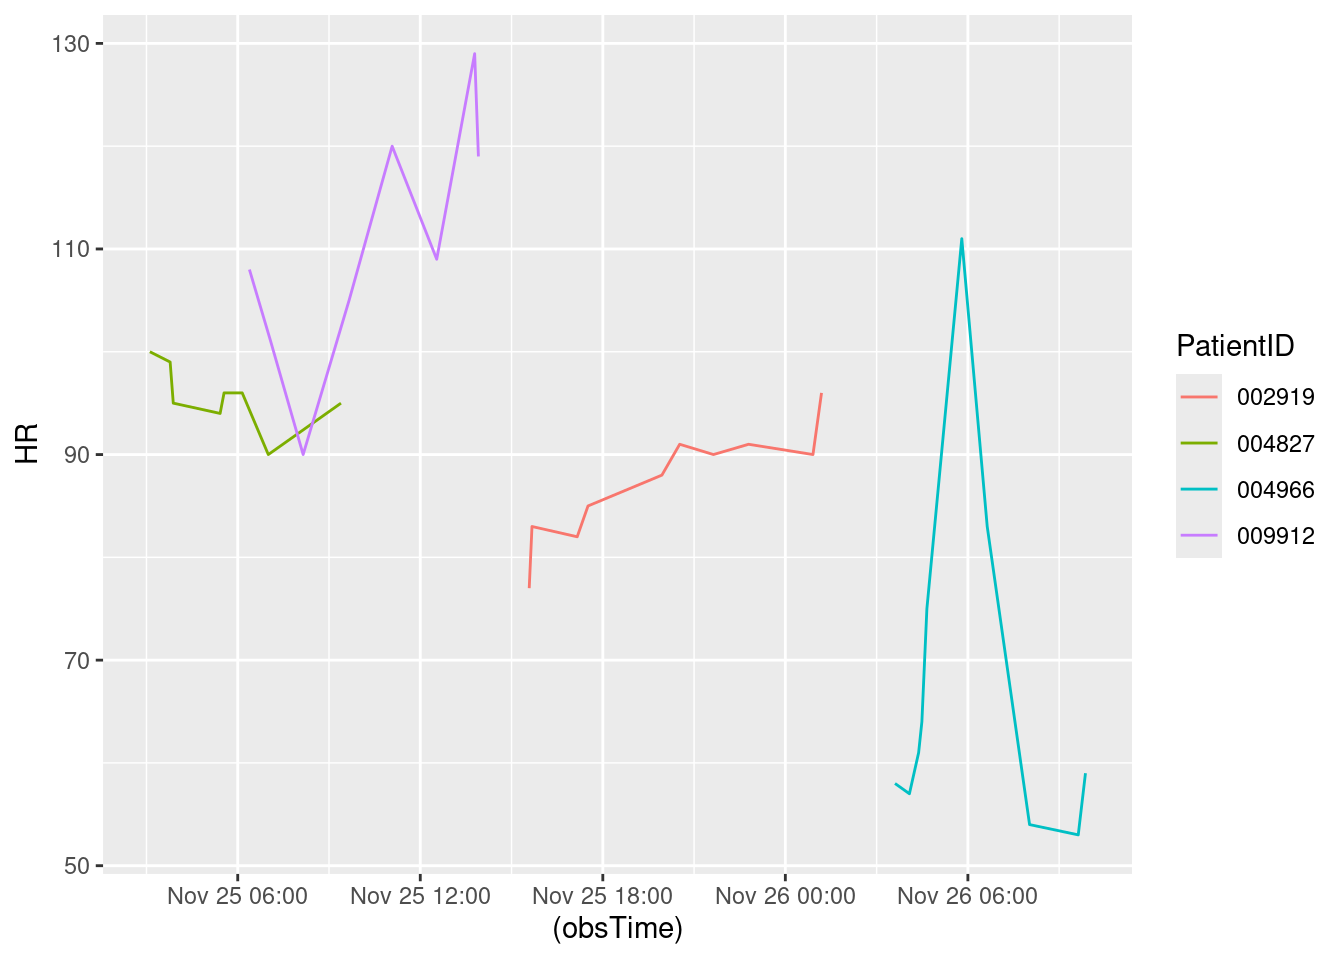 130
110
90
70
50
HR
Nov 25 06:00
Nov 25 12:00
Nov 25 18:00
Nov 26 00:00
Nov 26 06:00
(obsTime)
PatientID
002919
004827
004966
009912